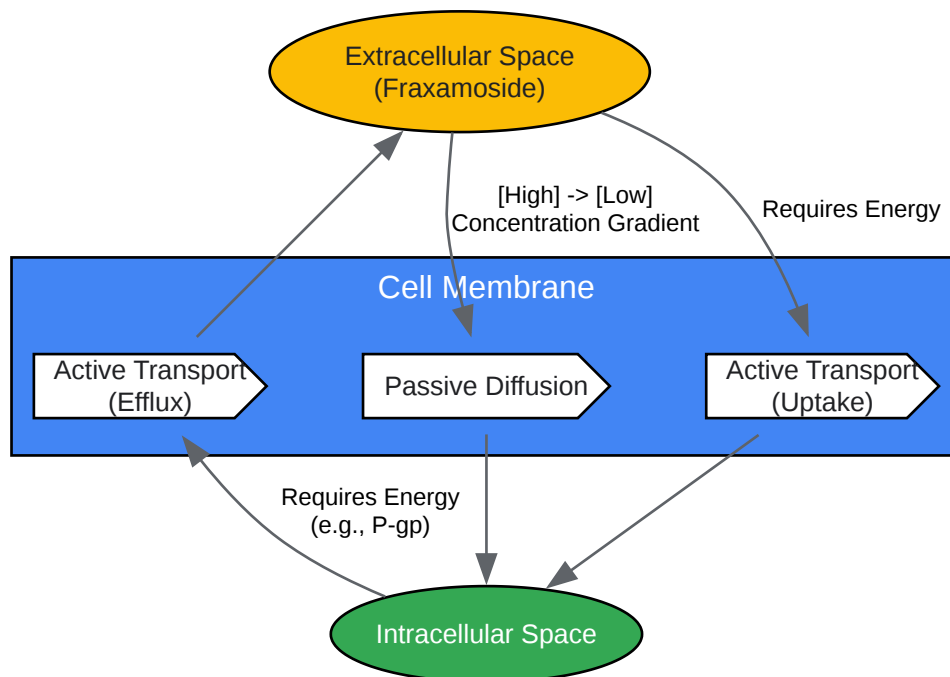 Extracellular Space
(Fraxamoside)
[High] -> [Low]
Concentration Gradient
Requires Energy
Cell Membrane
Active Transport
(Efflux)
Passive Diffusion
Active Transport
(Uptake)
Requires Energy
(e.g., P-gp)
Intracellular Space